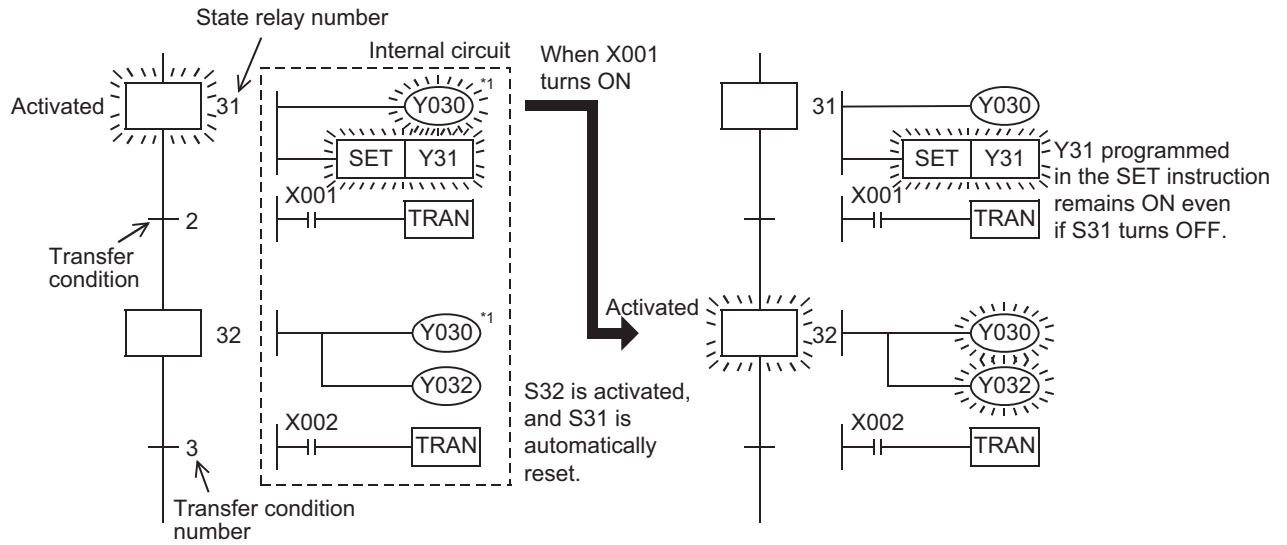 State relay number
Internal circuit
Activated
31
Y030
*1
SET
Y31
X001
TRAN
2
Transfer
condition
32
Y030
*1
Y032
X002
TRAN
3
Transfer condition
number
When X001
turns ON
Activated
S32 is activated,
and S31 is
automatically
reset.
31
Y030
SET
Y31
Y31 programmed
in the SET instruction
remains ON even
if S31 turns OFF.
X001
TRAN
32
Y030
Y032
X002
TRAN